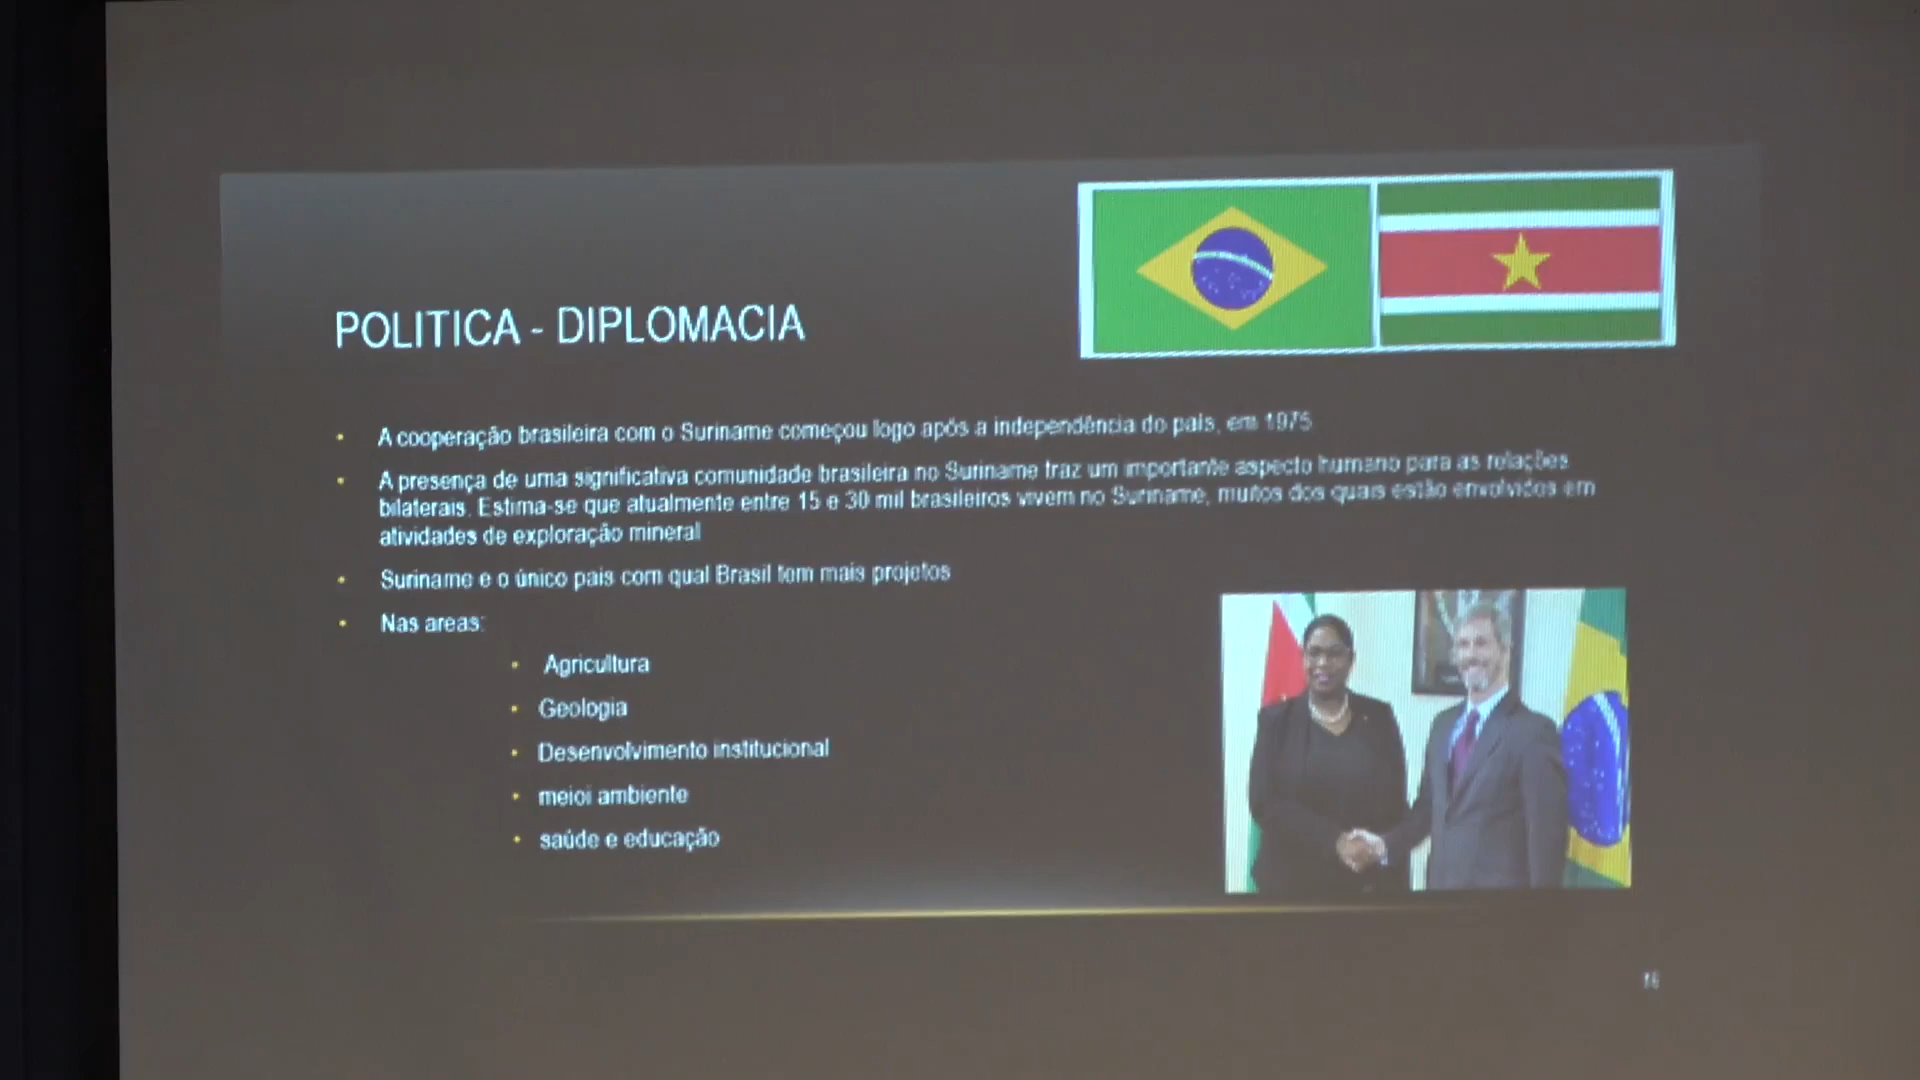 POLITICA - DIPLOMACIA
• A cooperação brasileira com o Suriname começou logo após a independência do país, em 1975
• A presença de uma significativa comunidade brasileira no Suriname traz um importante aspecto humano para as relações
bilaterais. Estima-se que atualmente entre 15 e 30 mil brasileiros vivem no Suriname, muitos dos quais estão envolvidos em
atividades de exploração mineral
• Suriname e o único pais com qual Brasil tem mais projetos
• Nas areas:
• Agricultura
• Geologia
• Desenvolvimento institucional
• meioi ambiente
• saúde e educação